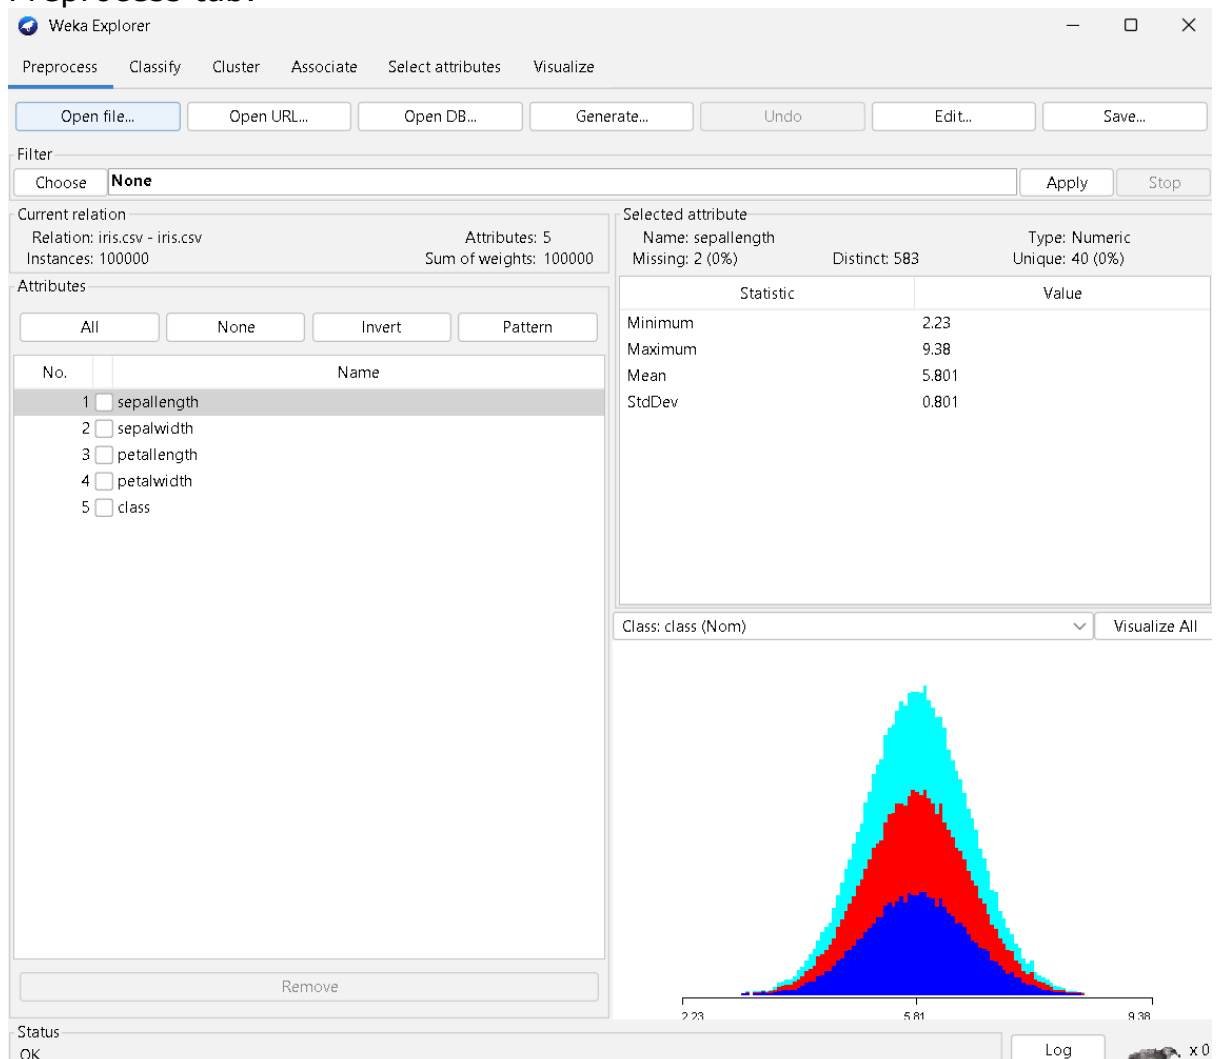 Preprocess tab.
Weka Explorer
Preprocess Classify Cluster Associate Select attributes Visualize
Open file... Open URL... Open DB... Generate... Undo Edit... Save...
Filter
Choose None Apply Stop
Current relation
Relation: iris.csv - iris.csv Attributes: 5
Instances: 100000 Sum of weights: 100000
Attributes
All None Invert Pattern
No. Name
1 sepallength
2 sepalwidth
3 petallength
4 petalwidth
5 class
Remove
Selected attribute
Name: sepallength Type: Numeric
Missing: 2 (0%) Distinct: 583 Unique: 40 (0%)
Statistic Value
Minimum 2.23
Maximum 9.38
Mean 5.801
StdDev 0.801
Class: class (Nom) Visualize All
2.23 5.81 9.38
Status
OK
Log x 0